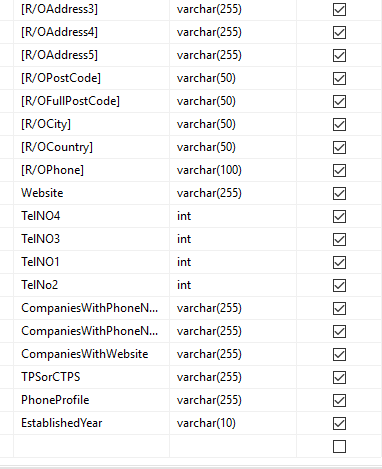 [R/OAddress3] varchar(255)
[R/OAddress4] varchar(255)
[R/OAddress5] varchar(255)
[R/OPostCode] varchar(50)
[R/OFullPostCode] varchar(50)
[R/OCity] varchar(50)
[R/OCountry] varchar(50)
[R/OPhone] varchar(100)
Website varchar(255)
TelNO4 int
TelNO3 int
TelNO1 int
TelNo2 int
CompaniesWithPhoneN... varchar(255)
CompaniesWithPhoneN... varchar(255)
CompaniesWithWebsite varchar(255)
TPSorCTPS varchar(255)
PhoneProfile varchar(255)
EstablishedYear varchar(10)